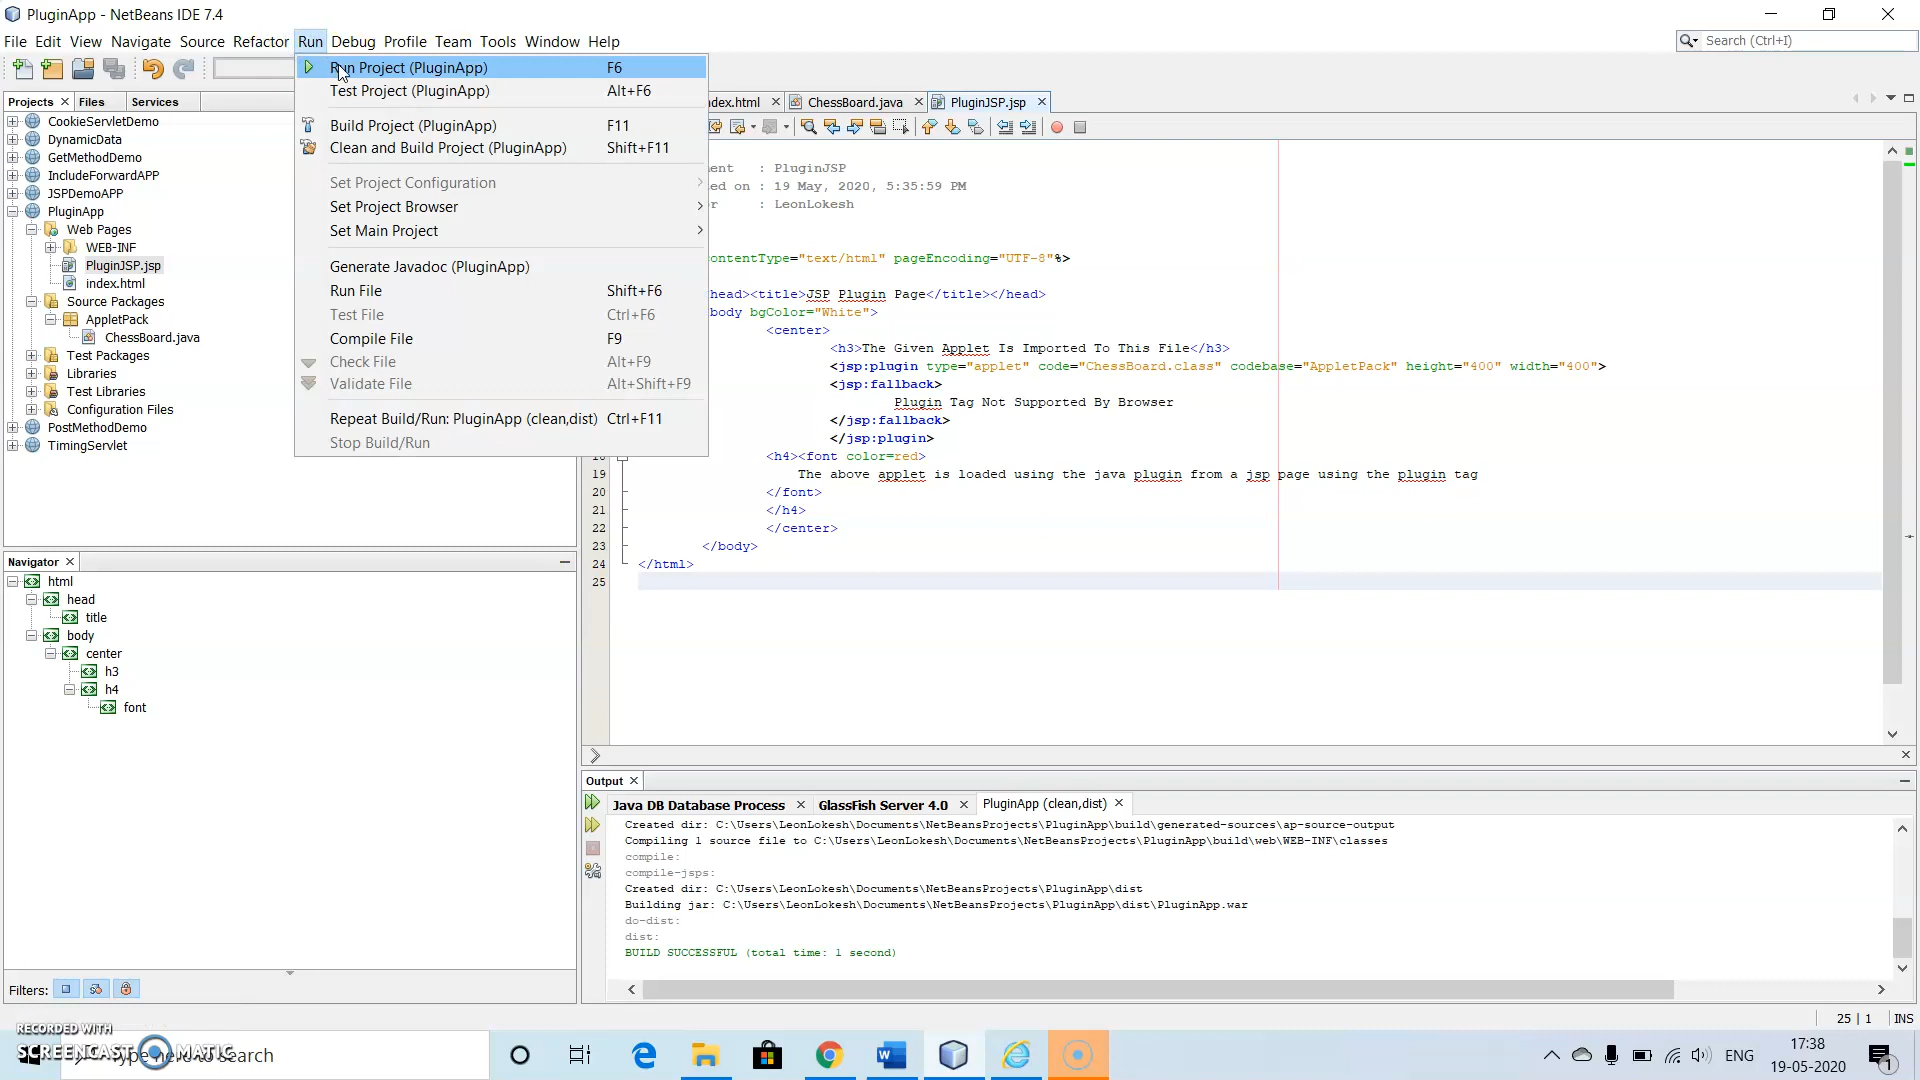 PluginApp - NetBeans IDE 7.4
File Edit View Navigate Source Refactor Run Debug Profile Team Tools Window Help
Search (Ctrl+I)
Run Project (PluginApp) F6
Test Project (PluginApp) Alt+F6
Build Project (PluginApp) F11
Clean and Build Project (PluginApp) Shift+F11
Set Project Configuration
Set Project Browser
Set Main Project
Generate Javadoc (PluginApp)
Run File Shift+F6
Test File Ctrl+F6
Compile File F9
Check File Alt+F9
Validate File Alt+Shift+F9
Repeat Build/Run: PluginApp (clean,dist) Ctrl+F11
Stop Build/Run
Projects Files Services
CookieServletDemo
DynamicData
GetMethodDemo
IncludeForwardAPP
JSPDemoAPP
PluginApp
Web Pages
WEB-INF
PluginJSP.jsp
index.html
Source Packages
AppletPack
ChessBoard.java
Test Packages
Libraries
Test Libraries
Configuration Files
PostMethodDemo
TimingServlet
ndex.html ChessBoard.java PluginJSP.jsp
ment : PluginJSP
ed on : 19 May, 2020, 5:35:59 PM
r : LeonLokesh
contentType="text/html" pageEncoding="UTF-8"%>
head><title>JSP Plugin Page</title></head>
body bgColor="White">
<center>
<h3>The Given Applet Is Imported To This File</h3>
<jsp:plugin type="applet" code="ChessBoard.class" codebase="AppletPack" height="400" width="400">
<jsp:fallback>
Plugin Tag Not Supported By Browser
</jsp:fallback>
</jsp:plugin>
<h4><font color=red>
19 The above applet is loaded using the java plugin from a jsp page using the plugin tag
20 </font>
21 </h4>
22 </center>
23 </body>
24 </html>
25
Navigator
html
head
title
body
center
h3
h4
font
Filters:
Output
Java DB Database Process GlassFish Server 4.0 PluginApp (clean,dist)
Created dir: C:\Users\LeonLokesh\Documents\NetBeansProjects\PluginApp\build\generated-sources\ap-source-output
Compiling 1 source file to C:\Users\LeonLokesh\Documents\NetBeansProjects\PluginApp\build\web\WEB-INF\classes
compile:
compile-jsps:
Created dir: C:\Users\LeonLokesh\Documents\NetBeansProjects\PluginApp\dist
Building jar: C:\Users\LeonLokesh\Documents\NetBeansProjects\PluginApp\dist\PluginApp.war
do-dist:
dist:
BUILD SUCCESSFUL (total time: 1 second)
25 | 1 INS
RECORDED WITH
SCREENCAST MATIC
Type here to search
ENG
17:38
19-05-2020
1